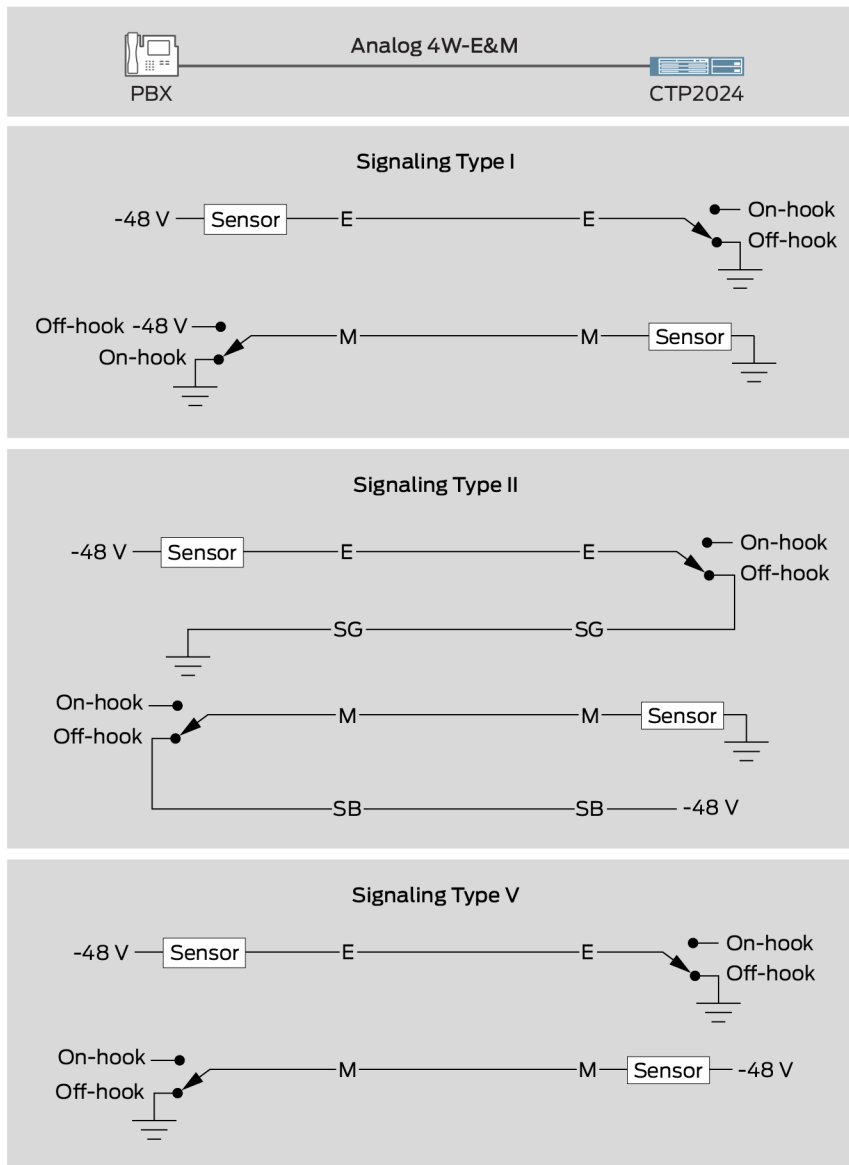 Analog 4W-E&M
PBX
CTP2024
Signaling Type I
-48 V Sensor E E On-hook
Off-hook
Off-hook -48 V M M Sensor
On-hook
Signaling Type II
-48 V Sensor E E On-hook
Off-hook
SG SG
On-hook
Off-hook M M Sensor
SB SB -48 V
Signaling Type V
-48 V Sensor E E On-hook
Off-hook
On-hook M M Sensor -48 V
Off-hook